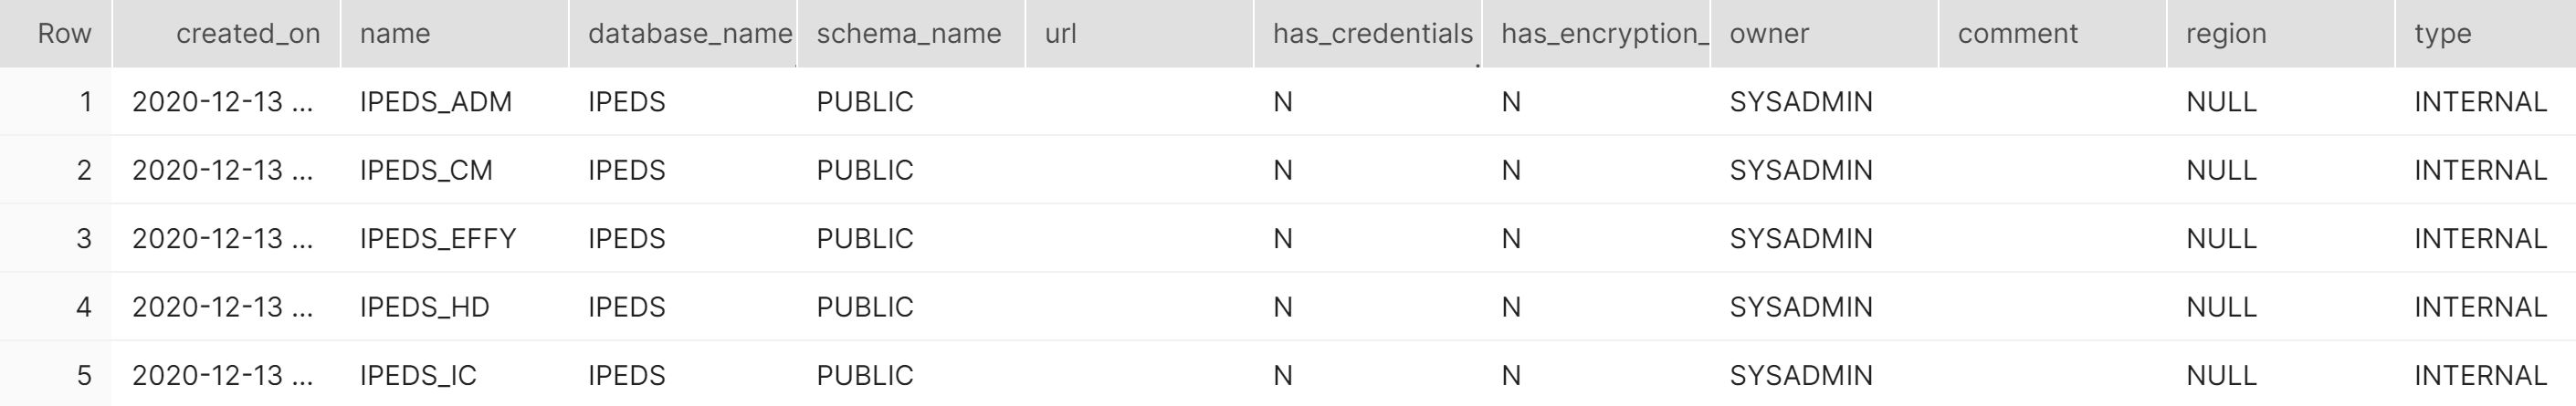 Row created_on name database_name schema_name url has_credentials has_encryption_ owner comment region type
1 2020-12-13 ... IPEDS_ADM IPEDS PUBLIC N N SYSADMIN NULL INTERNAL
2 2020-12-13 ... IPEDS_CM IPEDS PUBLIC N N SYSADMIN NULL INTERNAL
3 2020-12-13 ... IPEDS_EFFY IPEDS PUBLIC N N SYSADMIN NULL INTERNAL
4 2020-12-13 ... IPEDS_HD IPEDS PUBLIC N N SYSADMIN NULL INTERNAL
5 2020-12-13 ... IPEDS_IC IPEDS PUBLIC N N SYSADMIN NULL INTERNAL